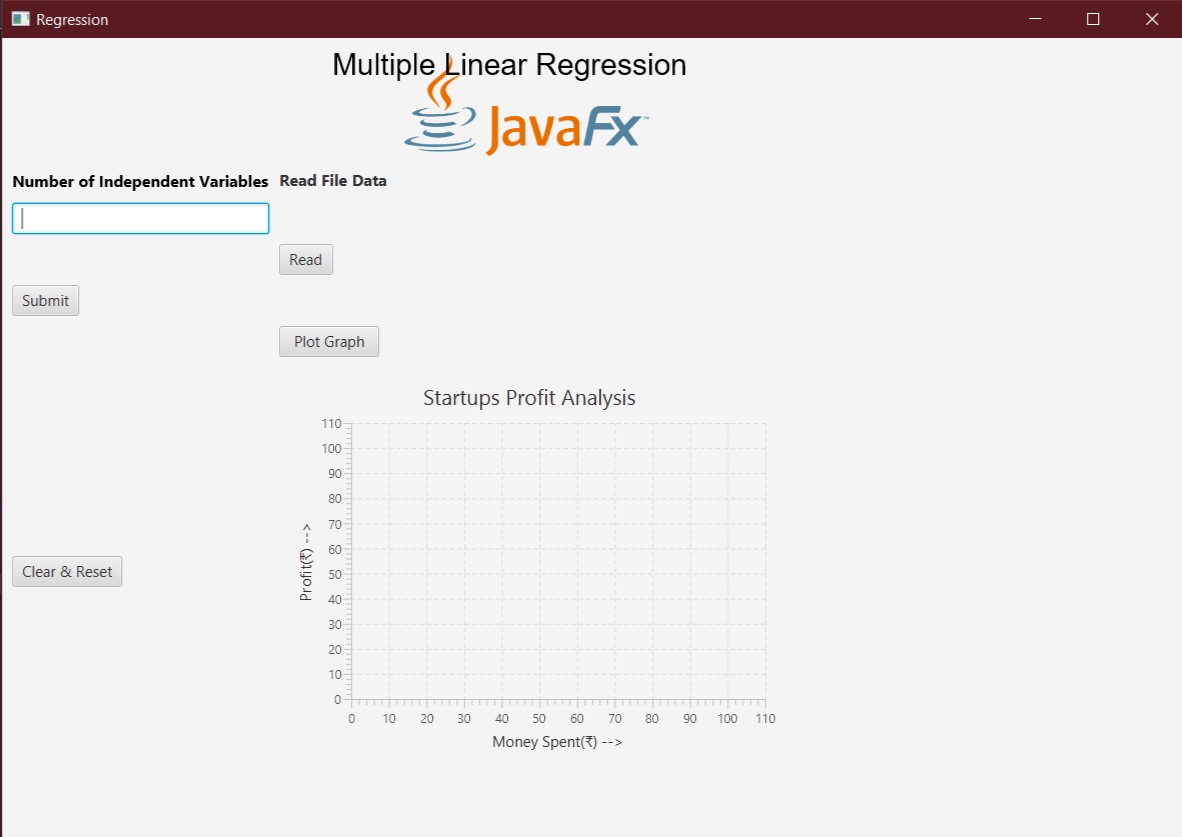 Regression
Multiple Linear Regression
JavaFx™
Number of Independent Variables Read File Data
Read
Submit
Plot Graph
Startups Profit Analysis
110
100
90
80
70
60
50
40
30
20
10
0
Profit(₹) -->
Clear & Reset
0 10 20 30 40 50 60 70 80 90 100 110
Money Spent(₹) -->